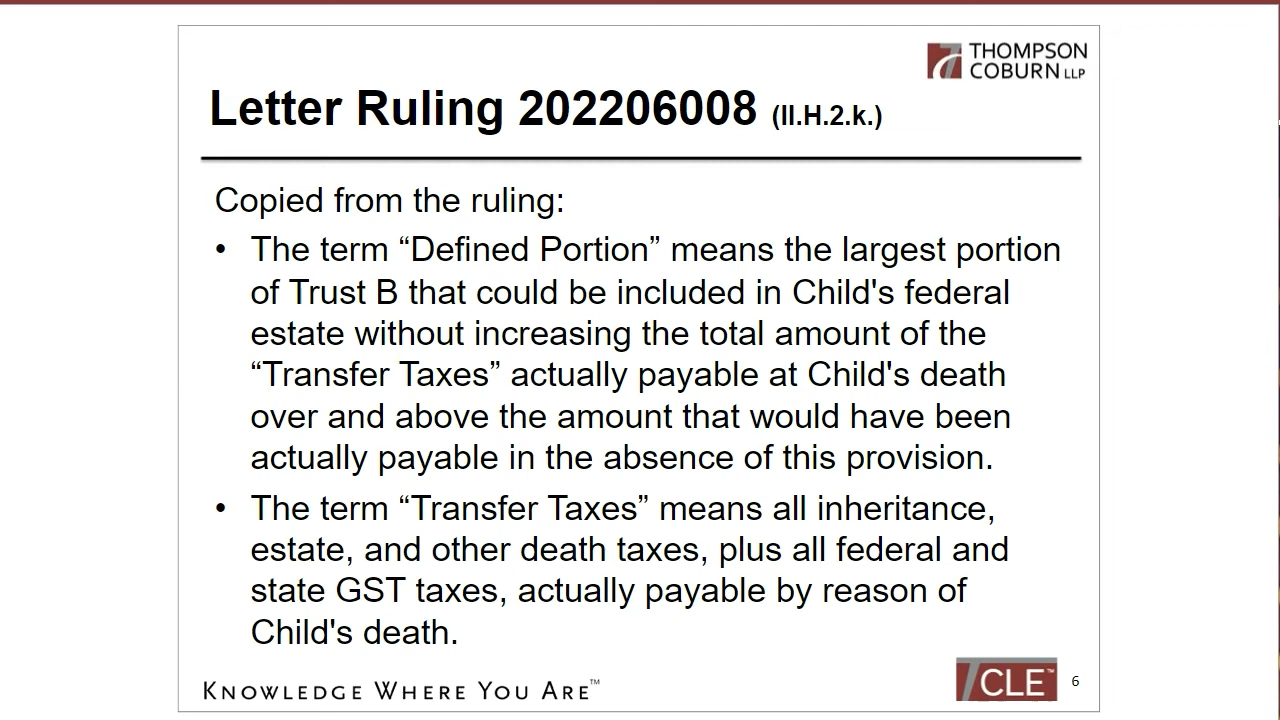 THOMPSON
COBURN LLP
Letter Ruling 202206008 (II.H.2.k.)
Copied from the ruling:
• The term “Defined Portion” means the largest portion
of Trust B that could be included in Child's federal
estate without increasing the total amount of the
“Transfer Taxes” actually payable at Child's death
over and above the amount that would have been
actually payable in the absence of this provision.
• The term “Transfer Taxes” means all inheritance,
estate, and other death taxes, plus all federal and
state GST taxes, actually payable by reason of
Child's death.
KNOWLEDGE WHERE YOU ARE™
CLE™ 6